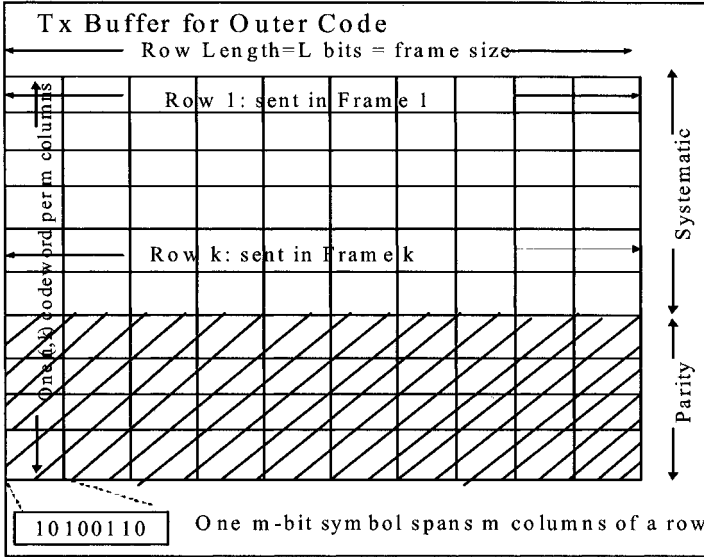 Tx Buffer for Outer Code
Row Length=L bits = frame size
Row 1: sent in Frame 1
Row k: sent in Frame k
One (n,k) codeword per m columns
Systematic
Parity
10100110
One m-bit symbol spans m columns of a row